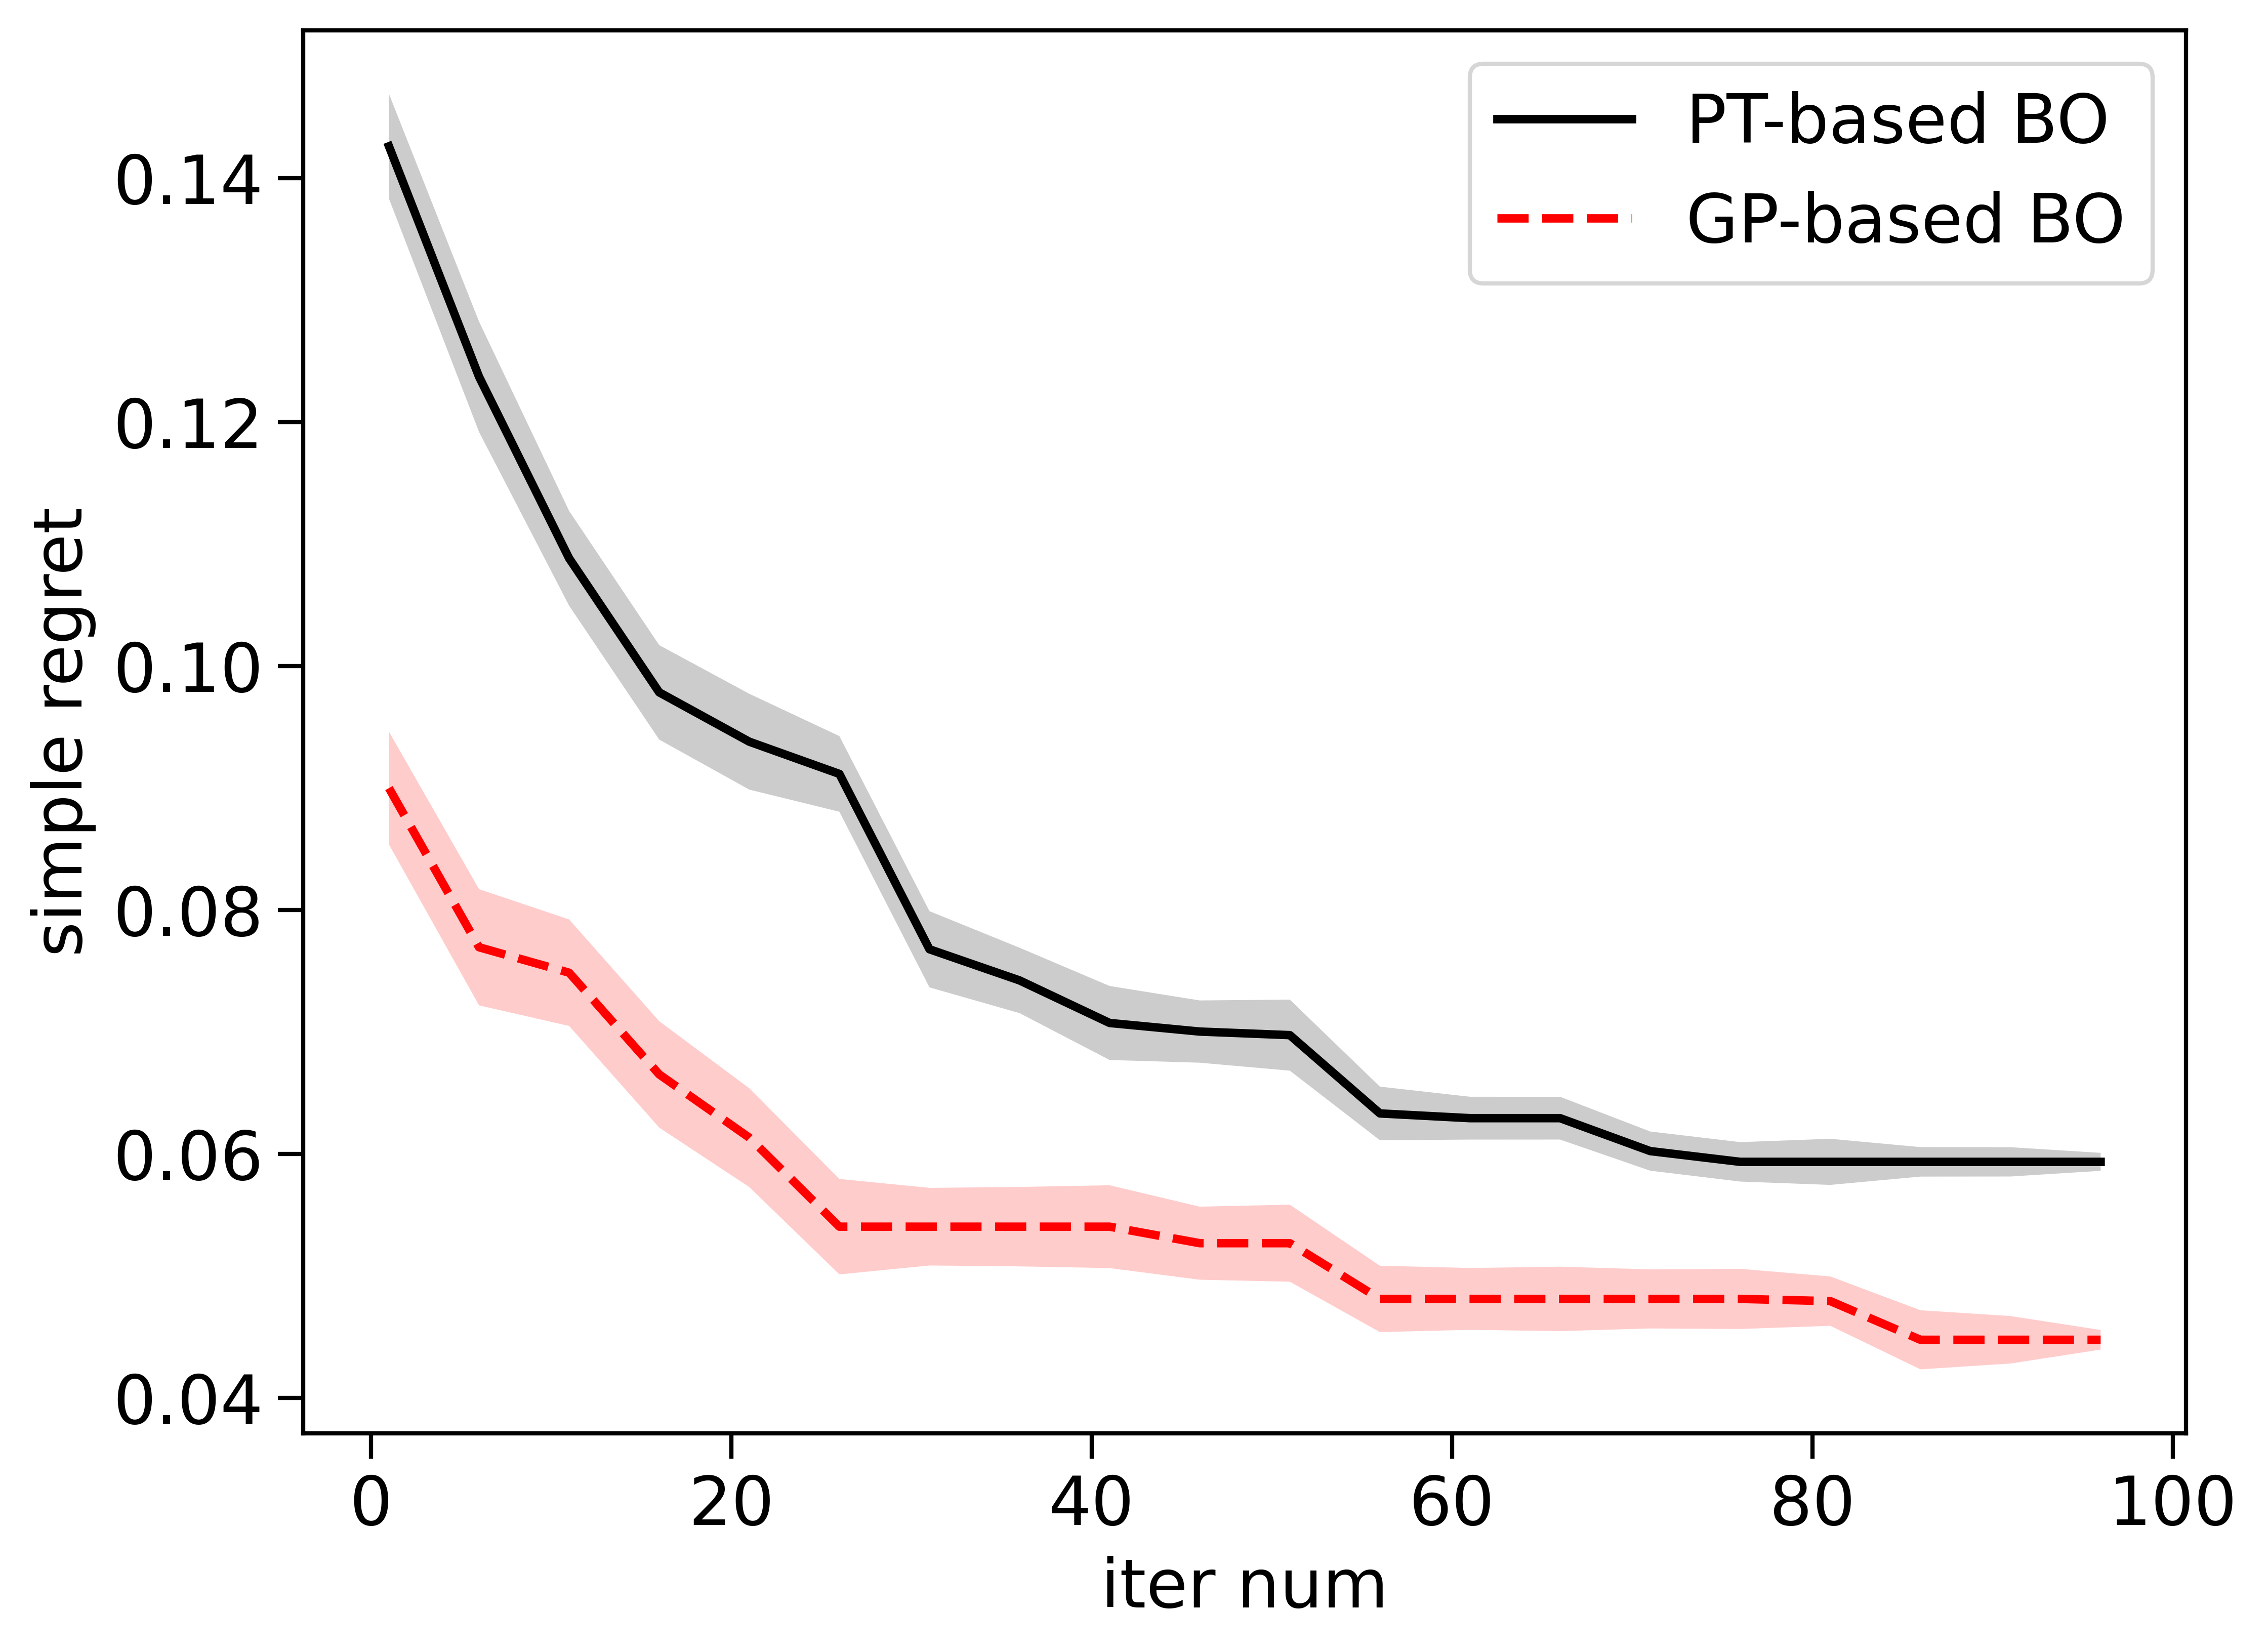 PT-based BO
GP-based BO
0.14
0.12
0.10
0.08
0.06
0.04
simple regret
0 20 40 60 80 100
iter num